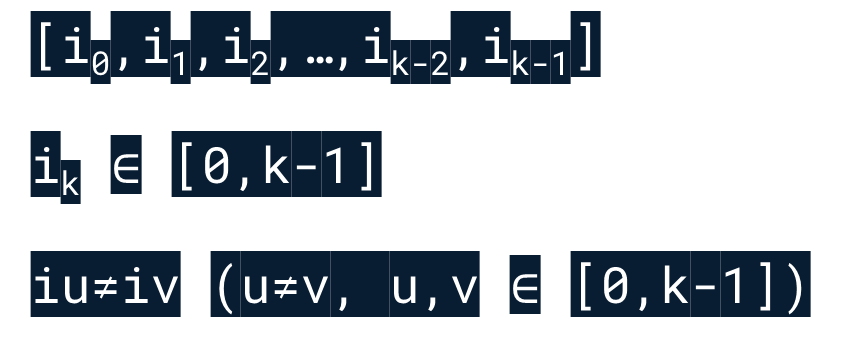 [i₀,i₁,i₂,…,iₖ₋₂,iₖ₋₁]
iₖ ∈ [0,k-1]
iu≠iv (u≠v, u,v ∈ [0,k-1])